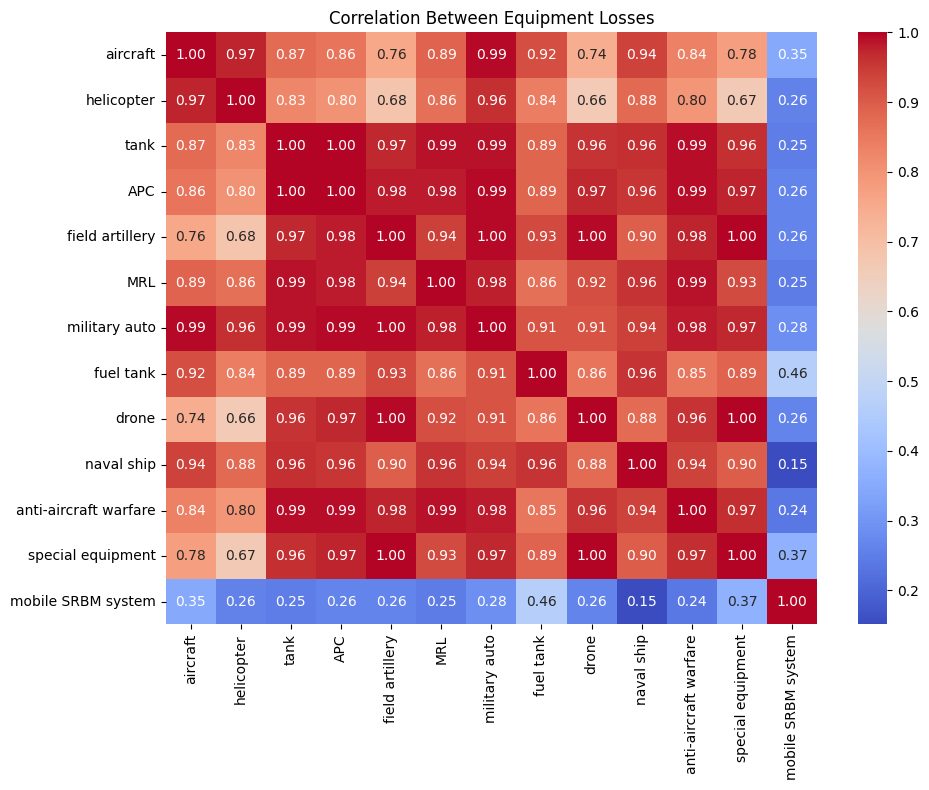 Correlation Between Equipment Losses
aircraft 1.00 0.97 0.87 0.86 0.76 0.89 0.99 0.92 0.74 0.94 0.84 0.78 0.35
helicopter 0.97 1.00 0.83 0.80 0.68 0.86 0.96 0.84 0.66 0.88 0.80 0.67 0.26
tank 0.87 0.83 1.00 1.00 0.97 0.99 0.99 0.89 0.96 0.96 0.99 0.96 0.25
APC 0.86 0.80 1.00 1.00 0.98 0.98 0.99 0.89 0.97 0.96 0.99 0.97 0.26
field artillery 0.76 0.68 0.97 0.98 1.00 0.94 1.00 0.93 1.00 0.90 0.98 1.00 0.26
MRL 0.89 0.86 0.99 0.98 0.94 1.00 0.98 0.86 0.92 0.96 0.99 0.93 0.25
military auto 0.99 0.96 0.99 0.99 1.00 0.98 1.00 0.91 0.91 0.94 0.98 0.97 0.28
fuel tank 0.92 0.84 0.89 0.89 0.93 0.86 0.91 1.00 0.86 0.96 0.85 0.89 0.46
drone 0.74 0.66 0.96 0.97 1.00 0.92 0.91 0.86 1.00 0.88 0.96 1.00 0.26
naval ship 0.94 0.88 0.96 0.96 0.90 0.96 0.94 0.96 0.88 1.00 0.94 0.90 0.15
anti-aircraft warfare 0.84 0.80 0.99 0.99 0.98 0.99 0.98 0.85 0.96 0.94 1.00 0.97 0.24
special equipment 0.78 0.67 0.96 0.97 1.00 0.93 0.97 0.89 1.00 0.90 0.97 1.00 0.37
mobile SRBM system 0.35 0.26 0.25 0.26 0.26 0.25 0.28 0.46 0.26 0.15 0.24 0.37 1.00
aircraft
helicopter
tank
APC
field artillery
MRL
military auto
fuel tank
drone
naval ship
anti-aircraft warfare
special equipment
mobile SRBM system
1.0
0.9
0.8
0.7
0.6
0.5
0.4
0.3
0.2